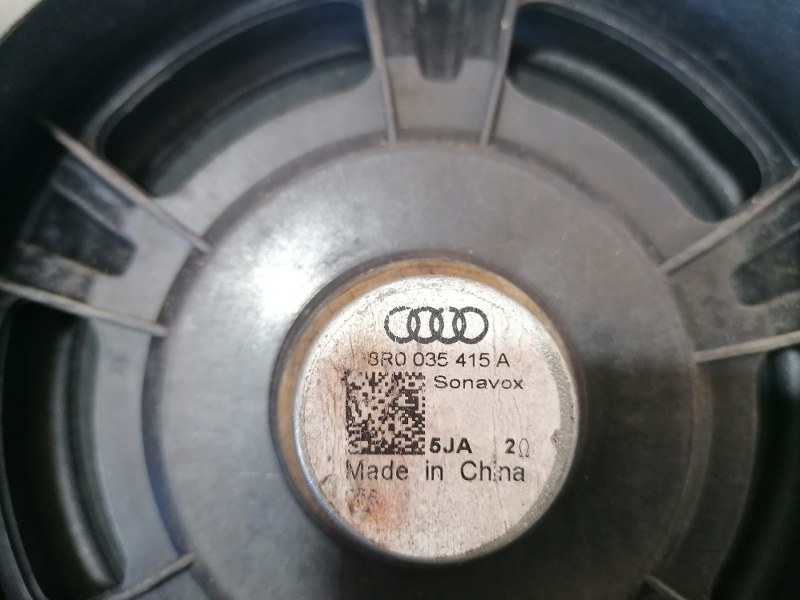 8R0 035 415 A
Sonavox
5JA 2Ω
Made in China